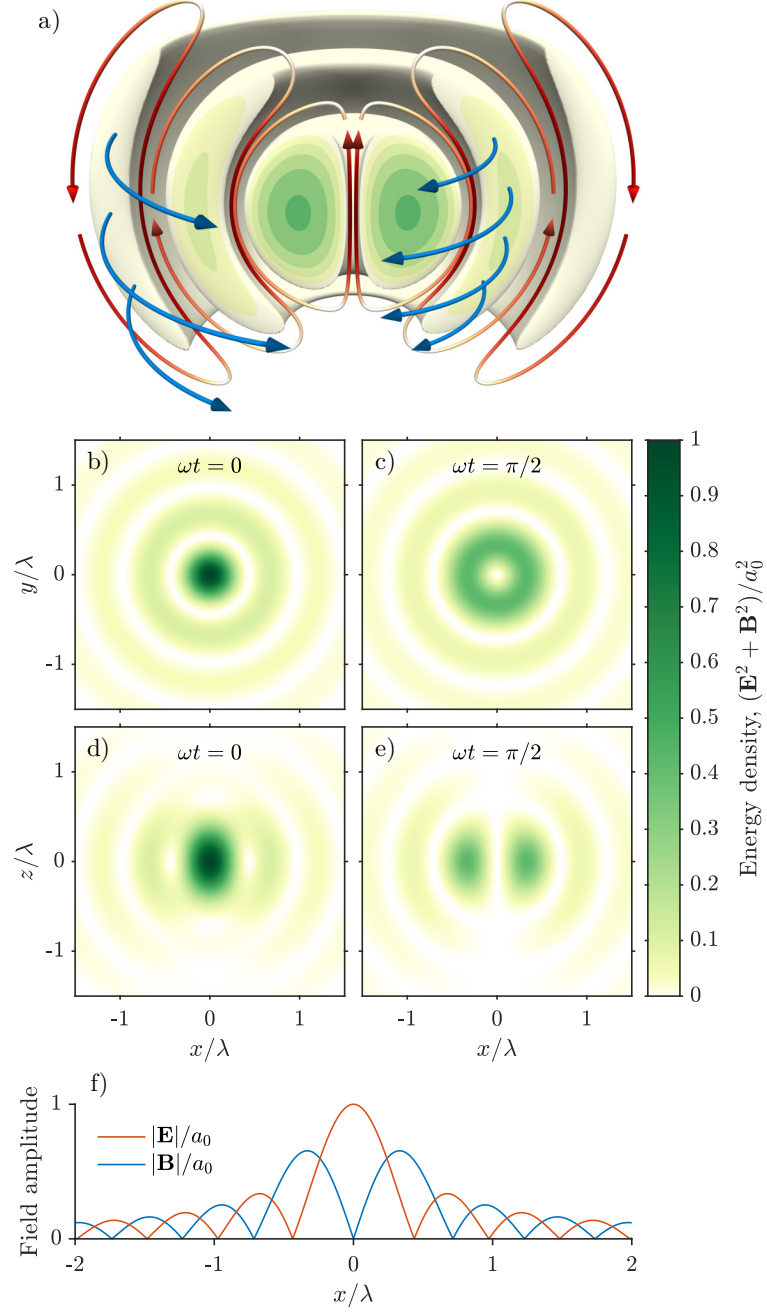 a)
b)
ωt = 0
c)
ωt = π/2
1
0
-1
y/λ
d)
ωt = 0
e)
ωt = π/2
1
0
-1
z/λ
-1
0
1
-1
0
1
x/λ
x/λ
1
0.9
0.8
0.7
0.6
0.5
0.4
0.3
0.2
0.1
0
Energy density, (E² + B²)/a₀²
f)
1
0
Field amplitude
|E|/a₀
|B|/a₀
-2
-1
0
1
2
x/λ